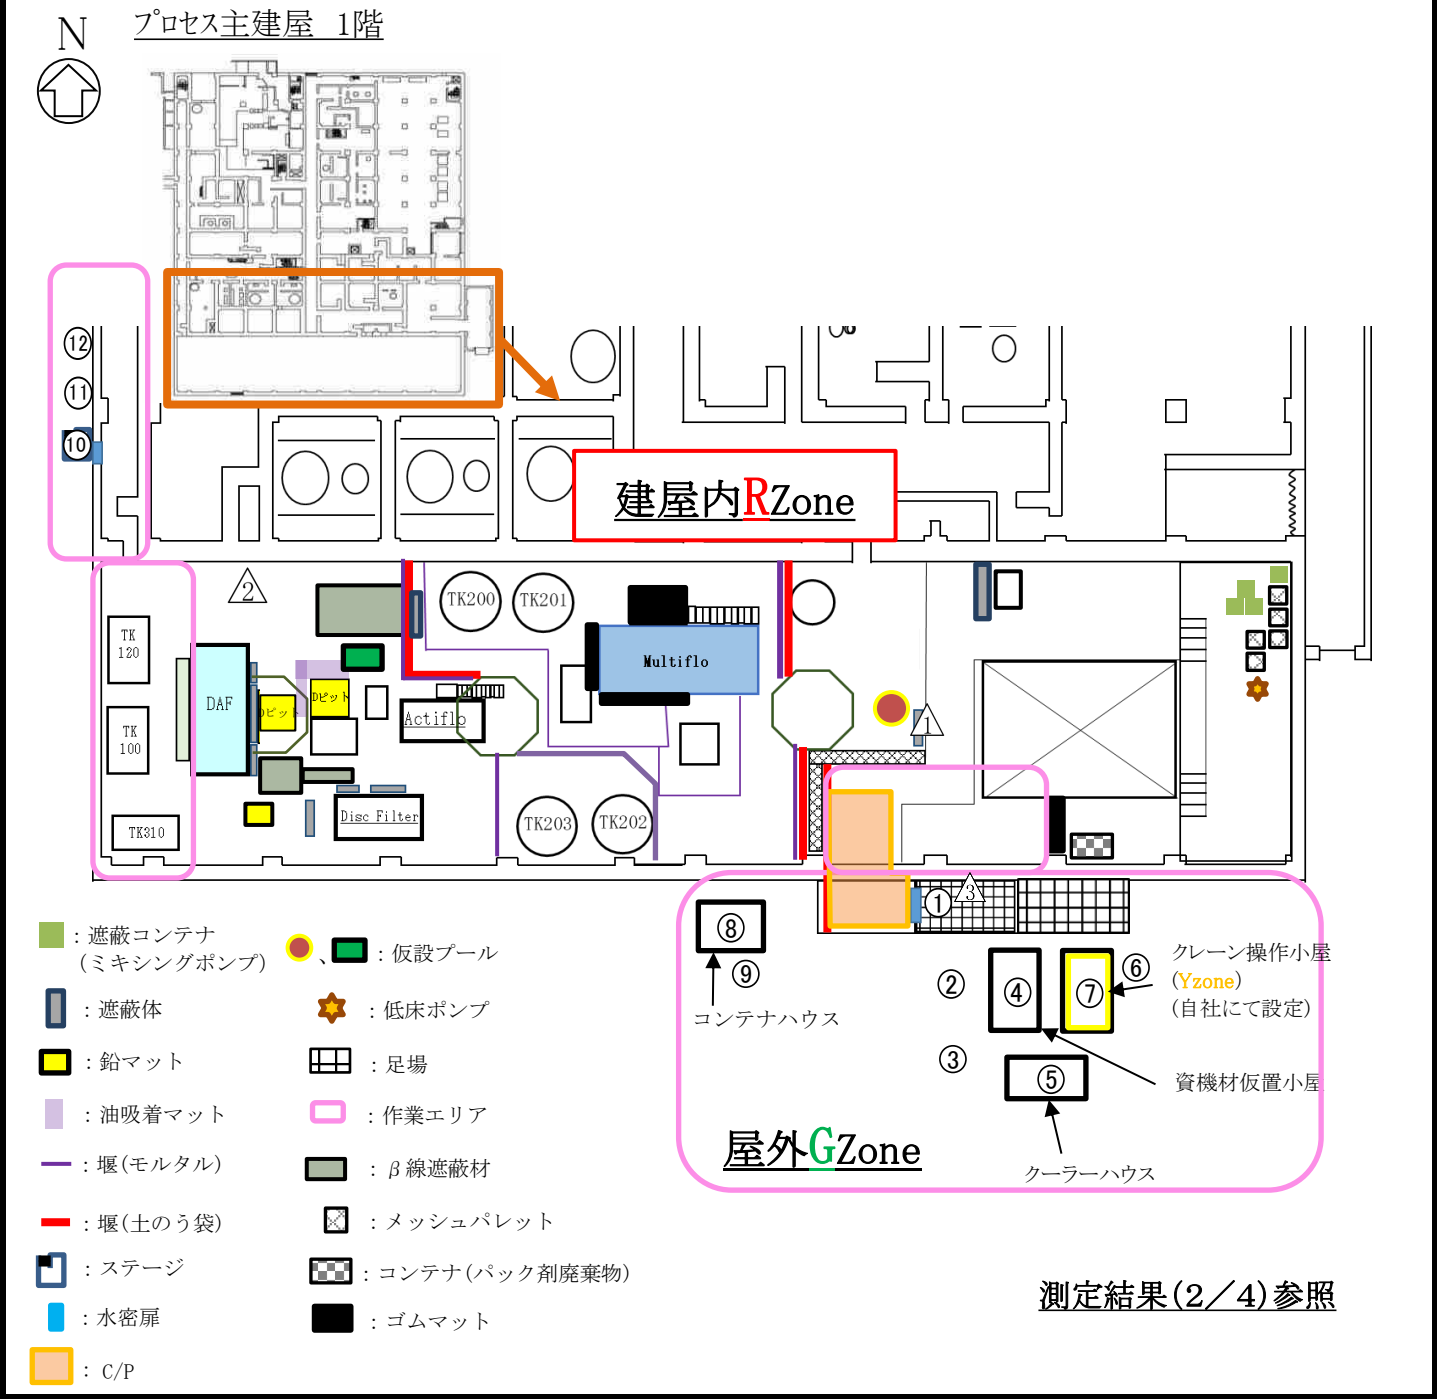 プロセス主建屋 1階
N
⑫
⑪
⑩
建屋内RZone
2
TK200
TK201
TK
120
Multiflo
DAF
Dピット
Dピット
Actiflo
1
TK
100
TK310
Disc Filter
TK203
TK202
①
3
⑧
⑨
②
④
⑦
⑥
③
⑤
クレーン操作小屋
(Yzone)
(自社にて設定)
コンテナハウス
資機材仮置小屋
屋外GZone
クーラーハウス
：遮蔽コンテナ
(ミキシングポンプ)
、
：仮設プール
：遮蔽体
：低床ポンプ
：鉛マット
：足場
：油吸着マット
：作業エリア
：堰(モルタル)
：β線遮蔽材
：堰(土のう袋)
：メッシュパレット
：ステージ
：コンテナ(パック剤廃棄物)
：水密扉
：ゴムマット
：C/P
測定結果(2／4)参照